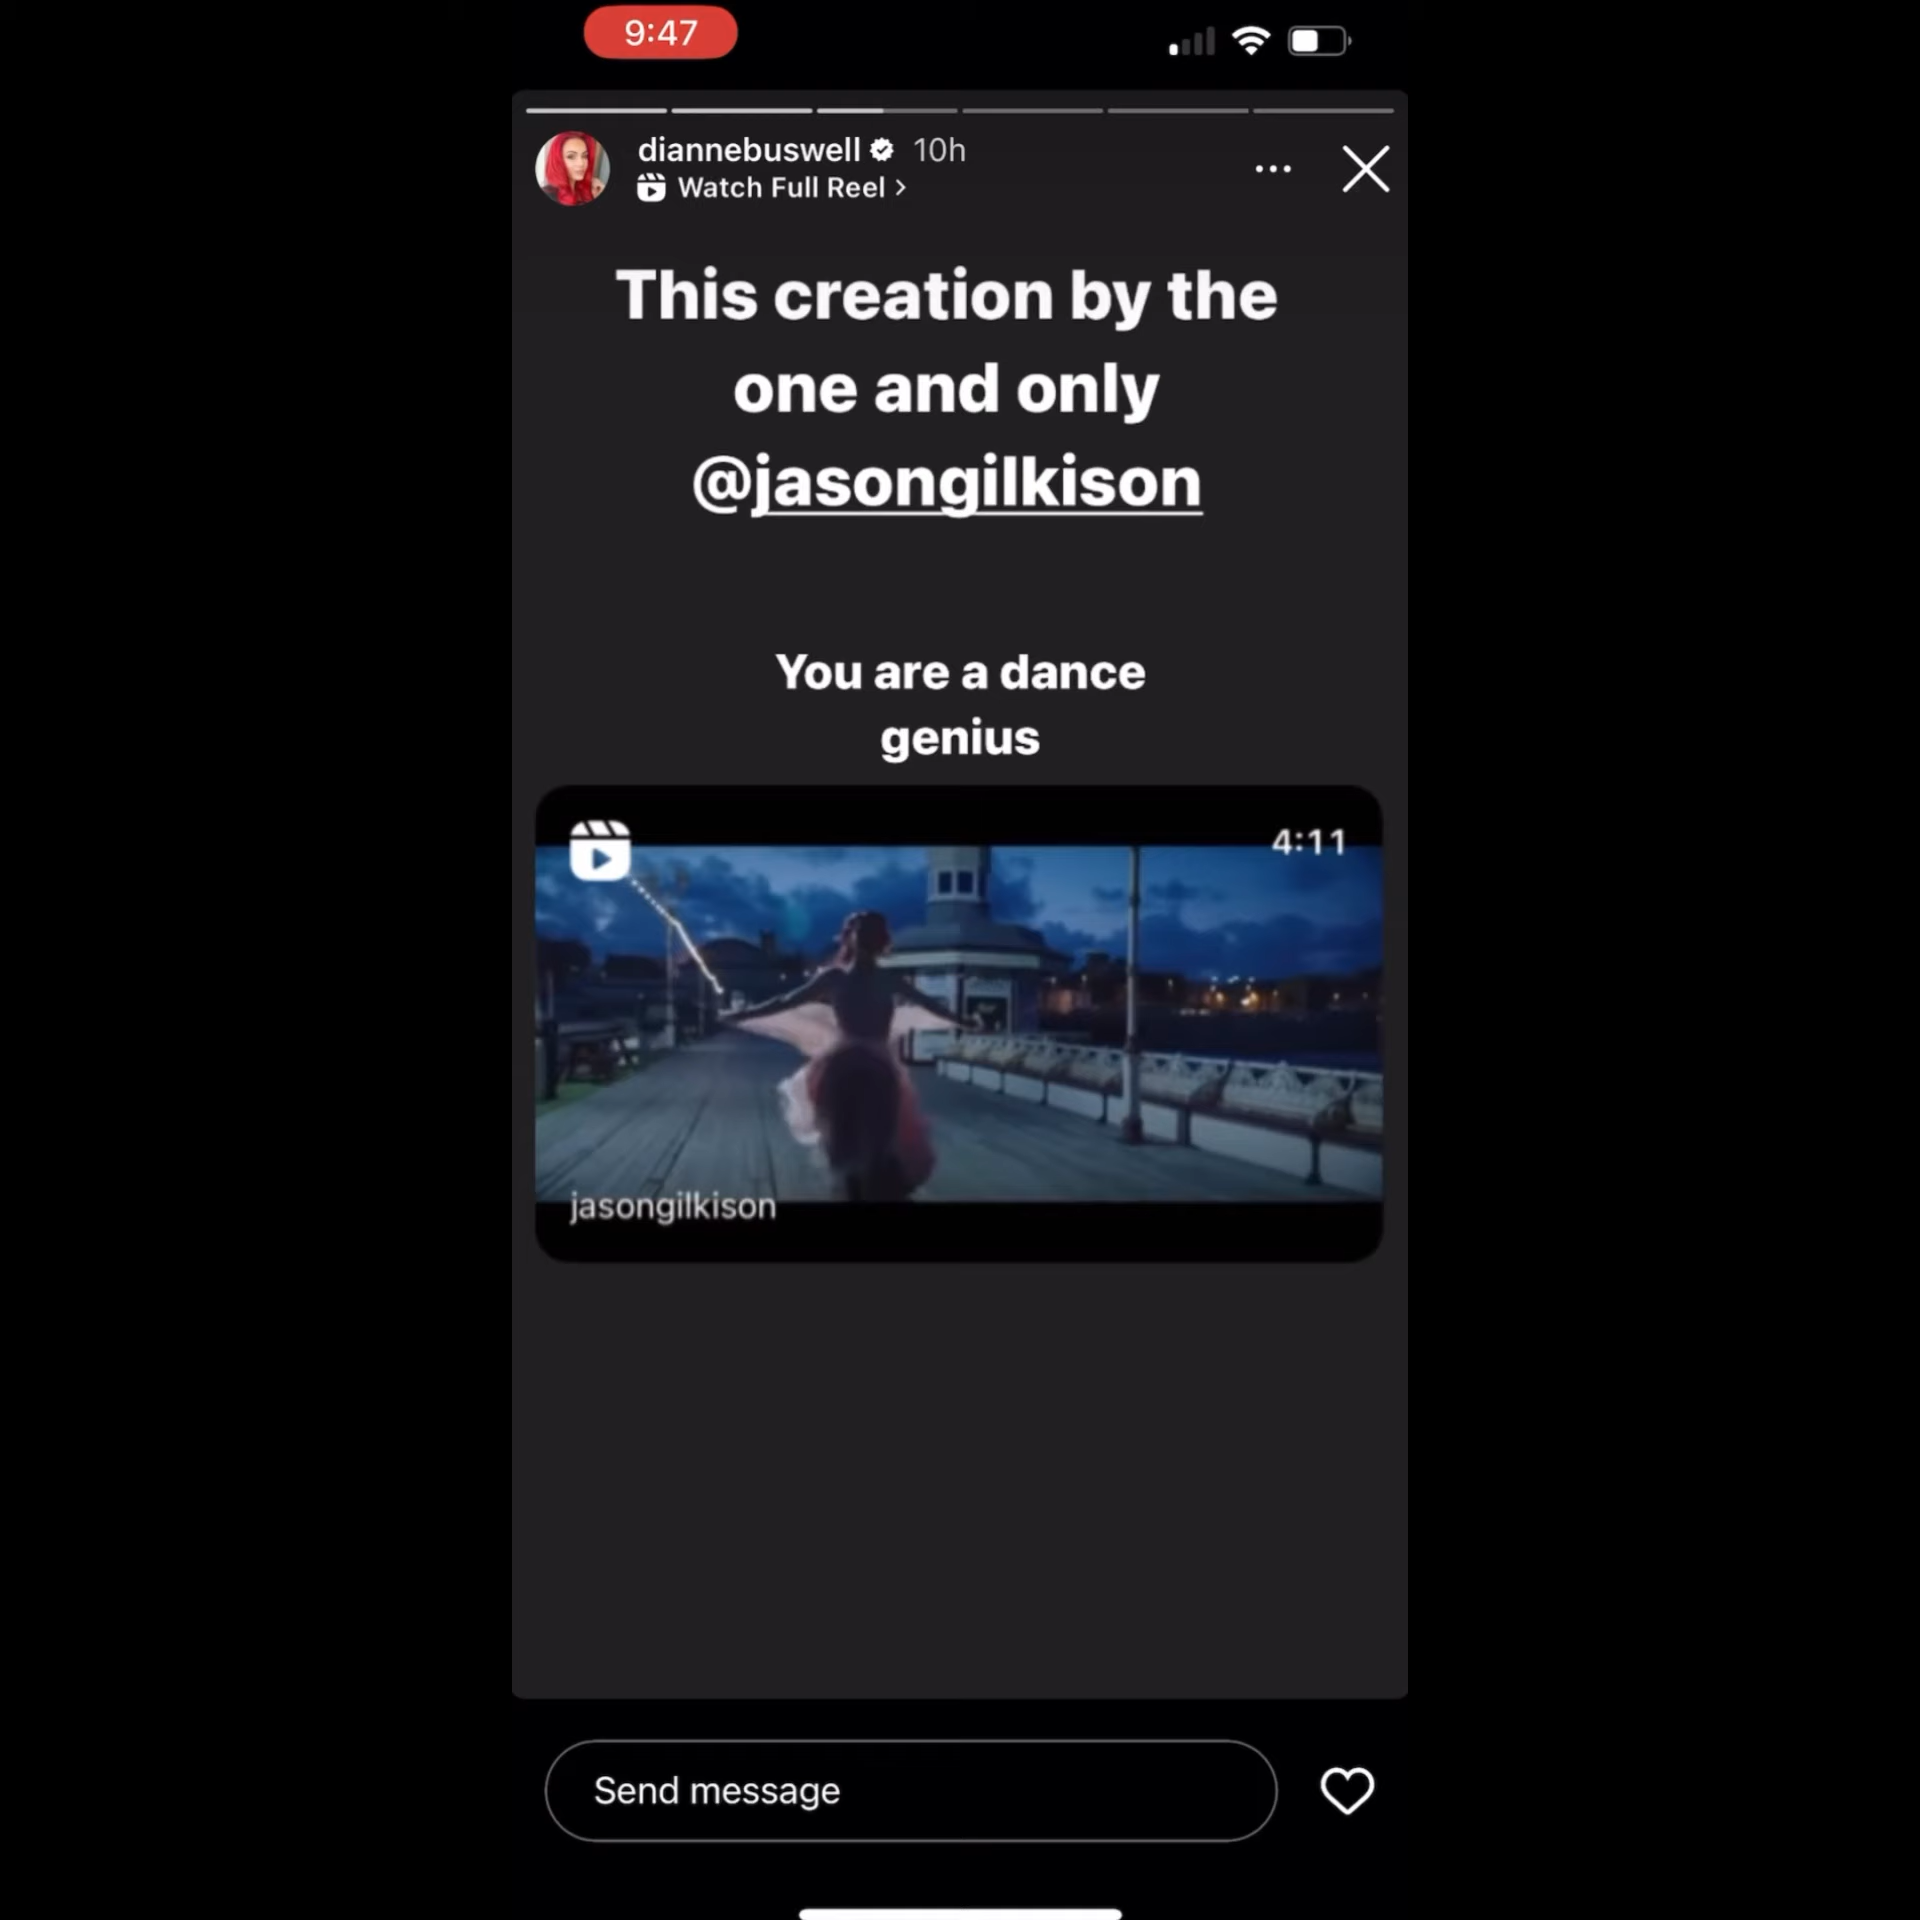 9:47
diannebuswell 10h
Watch Full Reel >
This creation by the
one and only
@jasongilkison
You are a dance
genius
4:11
jasongilkison
Send message